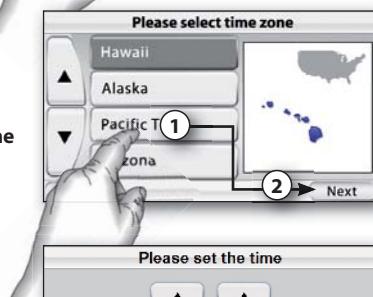 Please select time zone
Hawaii
Alaska
Pacific T
1
zona
2
Next
Please set the time